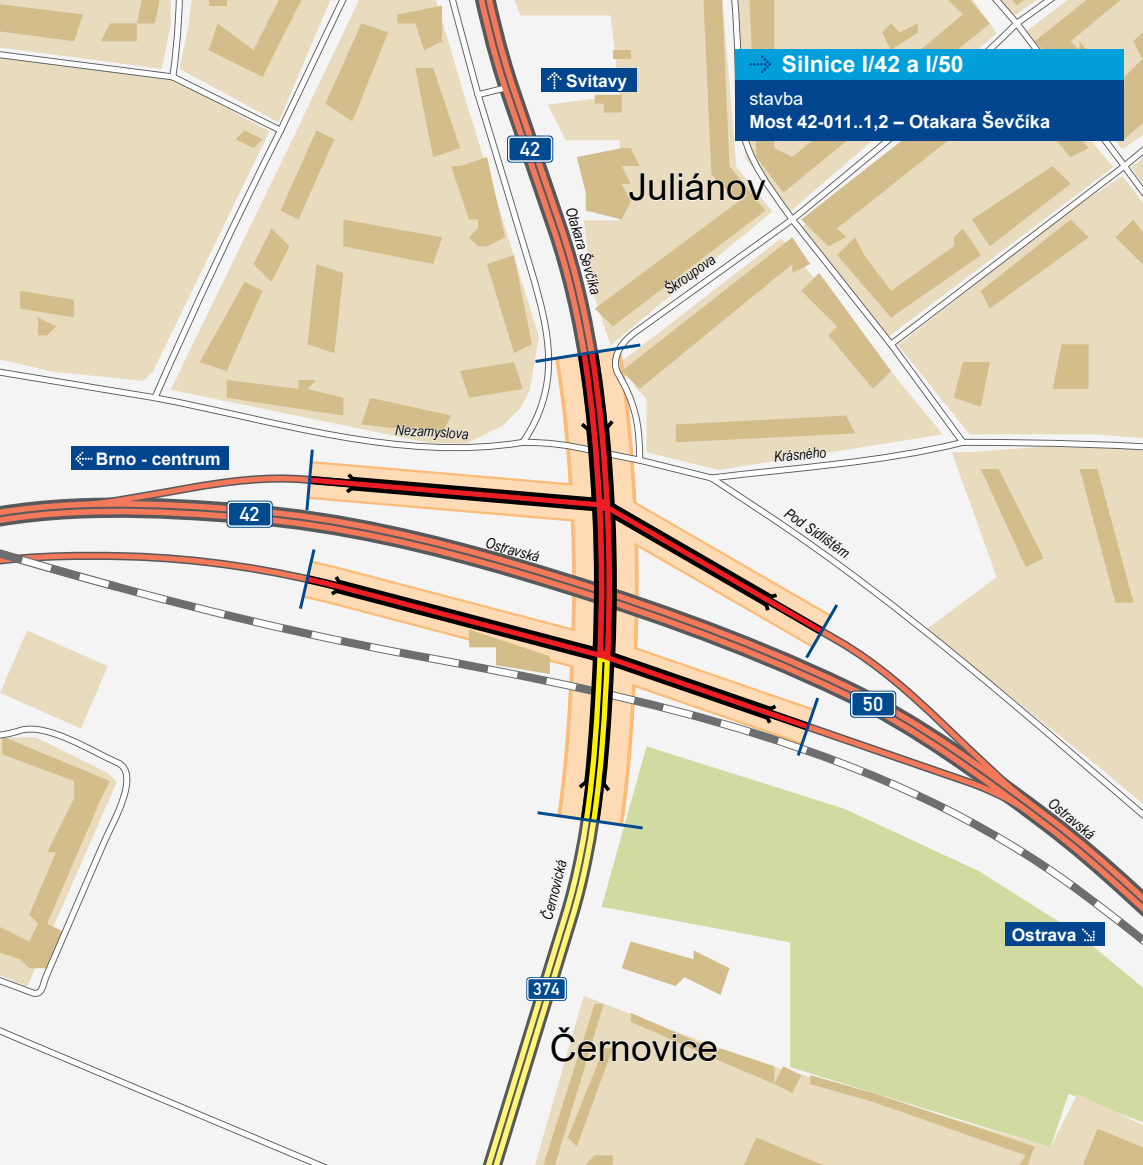 Silnice I/42 a I/50
stavba
Most 42-011..1,2 – Otakara Ševčíka
Svitavy
42
Juliánov
Otakara Ševčíka
Škroupova
Nezamyslova
Krásného
Brno - centrum
42
Ostravská
Pod Sídlištěm
50
Ostravská
Černovická
Ostrava
374
Černovice